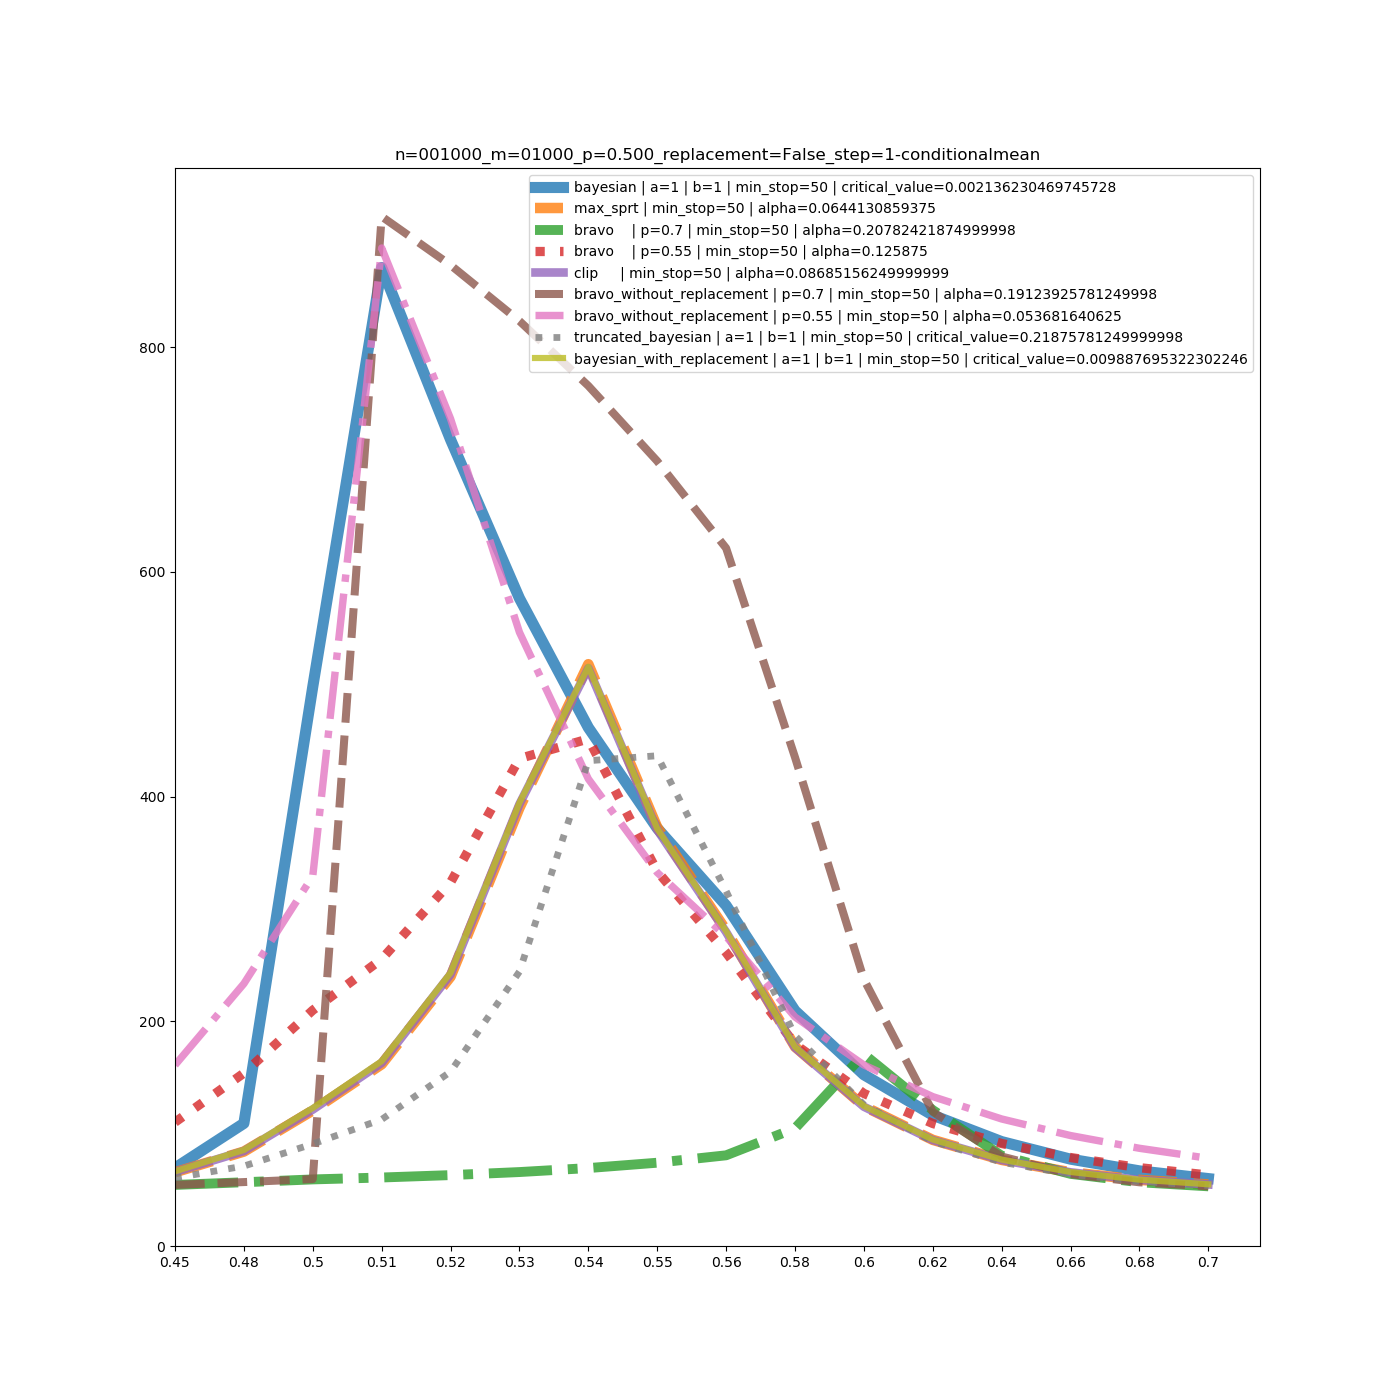 n=001000_m=01000_p=0.500_replacement=False_step=1-conditionalmean
bayesian | a=1 | b=1 | min_stop=50 | critical_value=0.002136230469745728
max_sprt | min_stop=50 | alpha=0.0644130859375
bravo    | p=0.7 | min_stop=50 | alpha=0.20782421874999998
bravo    | p=0.55 | min_stop=50 | alpha=0.125875
clip     | min_stop=50 | alpha=0.08685156249999999
bravo_without_replacement | p=0.7 | min_stop=50 | alpha=0.19123925781249998
bravo_without_replacement | p=0.55 | min_stop=50 | alpha=0.053681640625
truncated_bayesian | a=1 | b=1 | min_stop=50 | critical_value=0.21875781249999998
bayesian_with_replacement | a=1 | b=1 | min_stop=50 | critical_value=0.009887695322302246
800
600
400
200
0
0.45 0.48 0.5 0.51 0.52 0.53 0.54 0.55 0.56 0.58 0.6 0.62 0.64 0.66 0.68 0.7